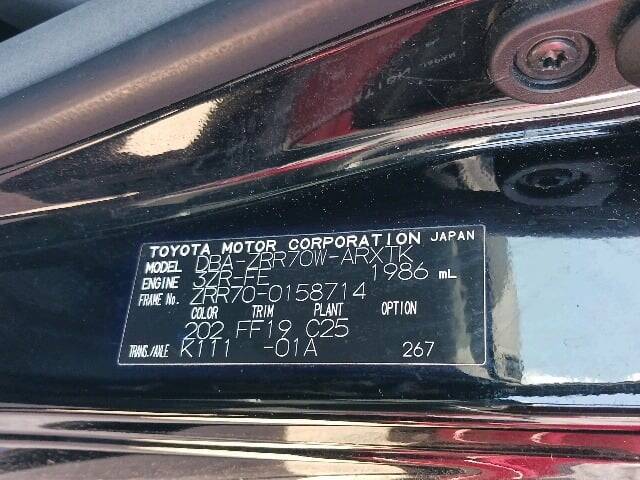 TOYOTA MOTOR CORPORATION JAPAN
MODEL DBA-ZRR70W-ARXTK
ENGINE 3ZR-FE 1986 mL
FRAME No. ZRR70-0158714
COLOR TRIM PLANT OPTION
202 FF19 C25
TRANS./AXLE K111 -01A 267